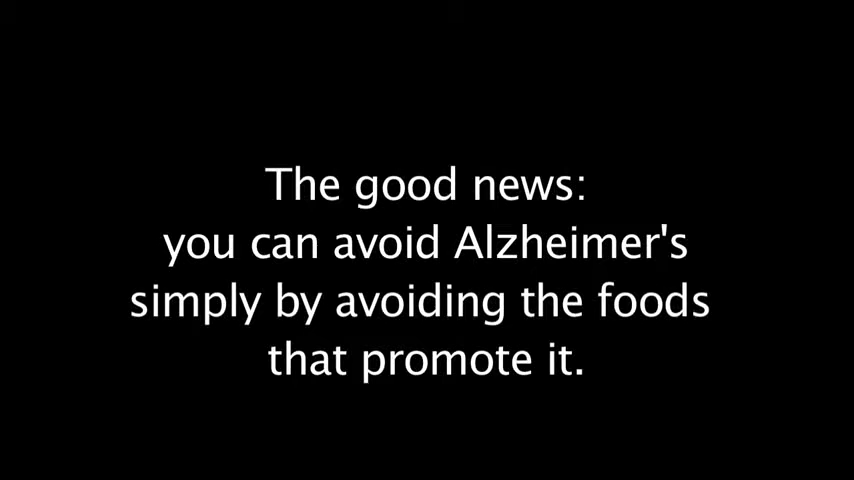 The good news:
you can avoid Alzheimer's
simply by avoiding the foods
that promote it.